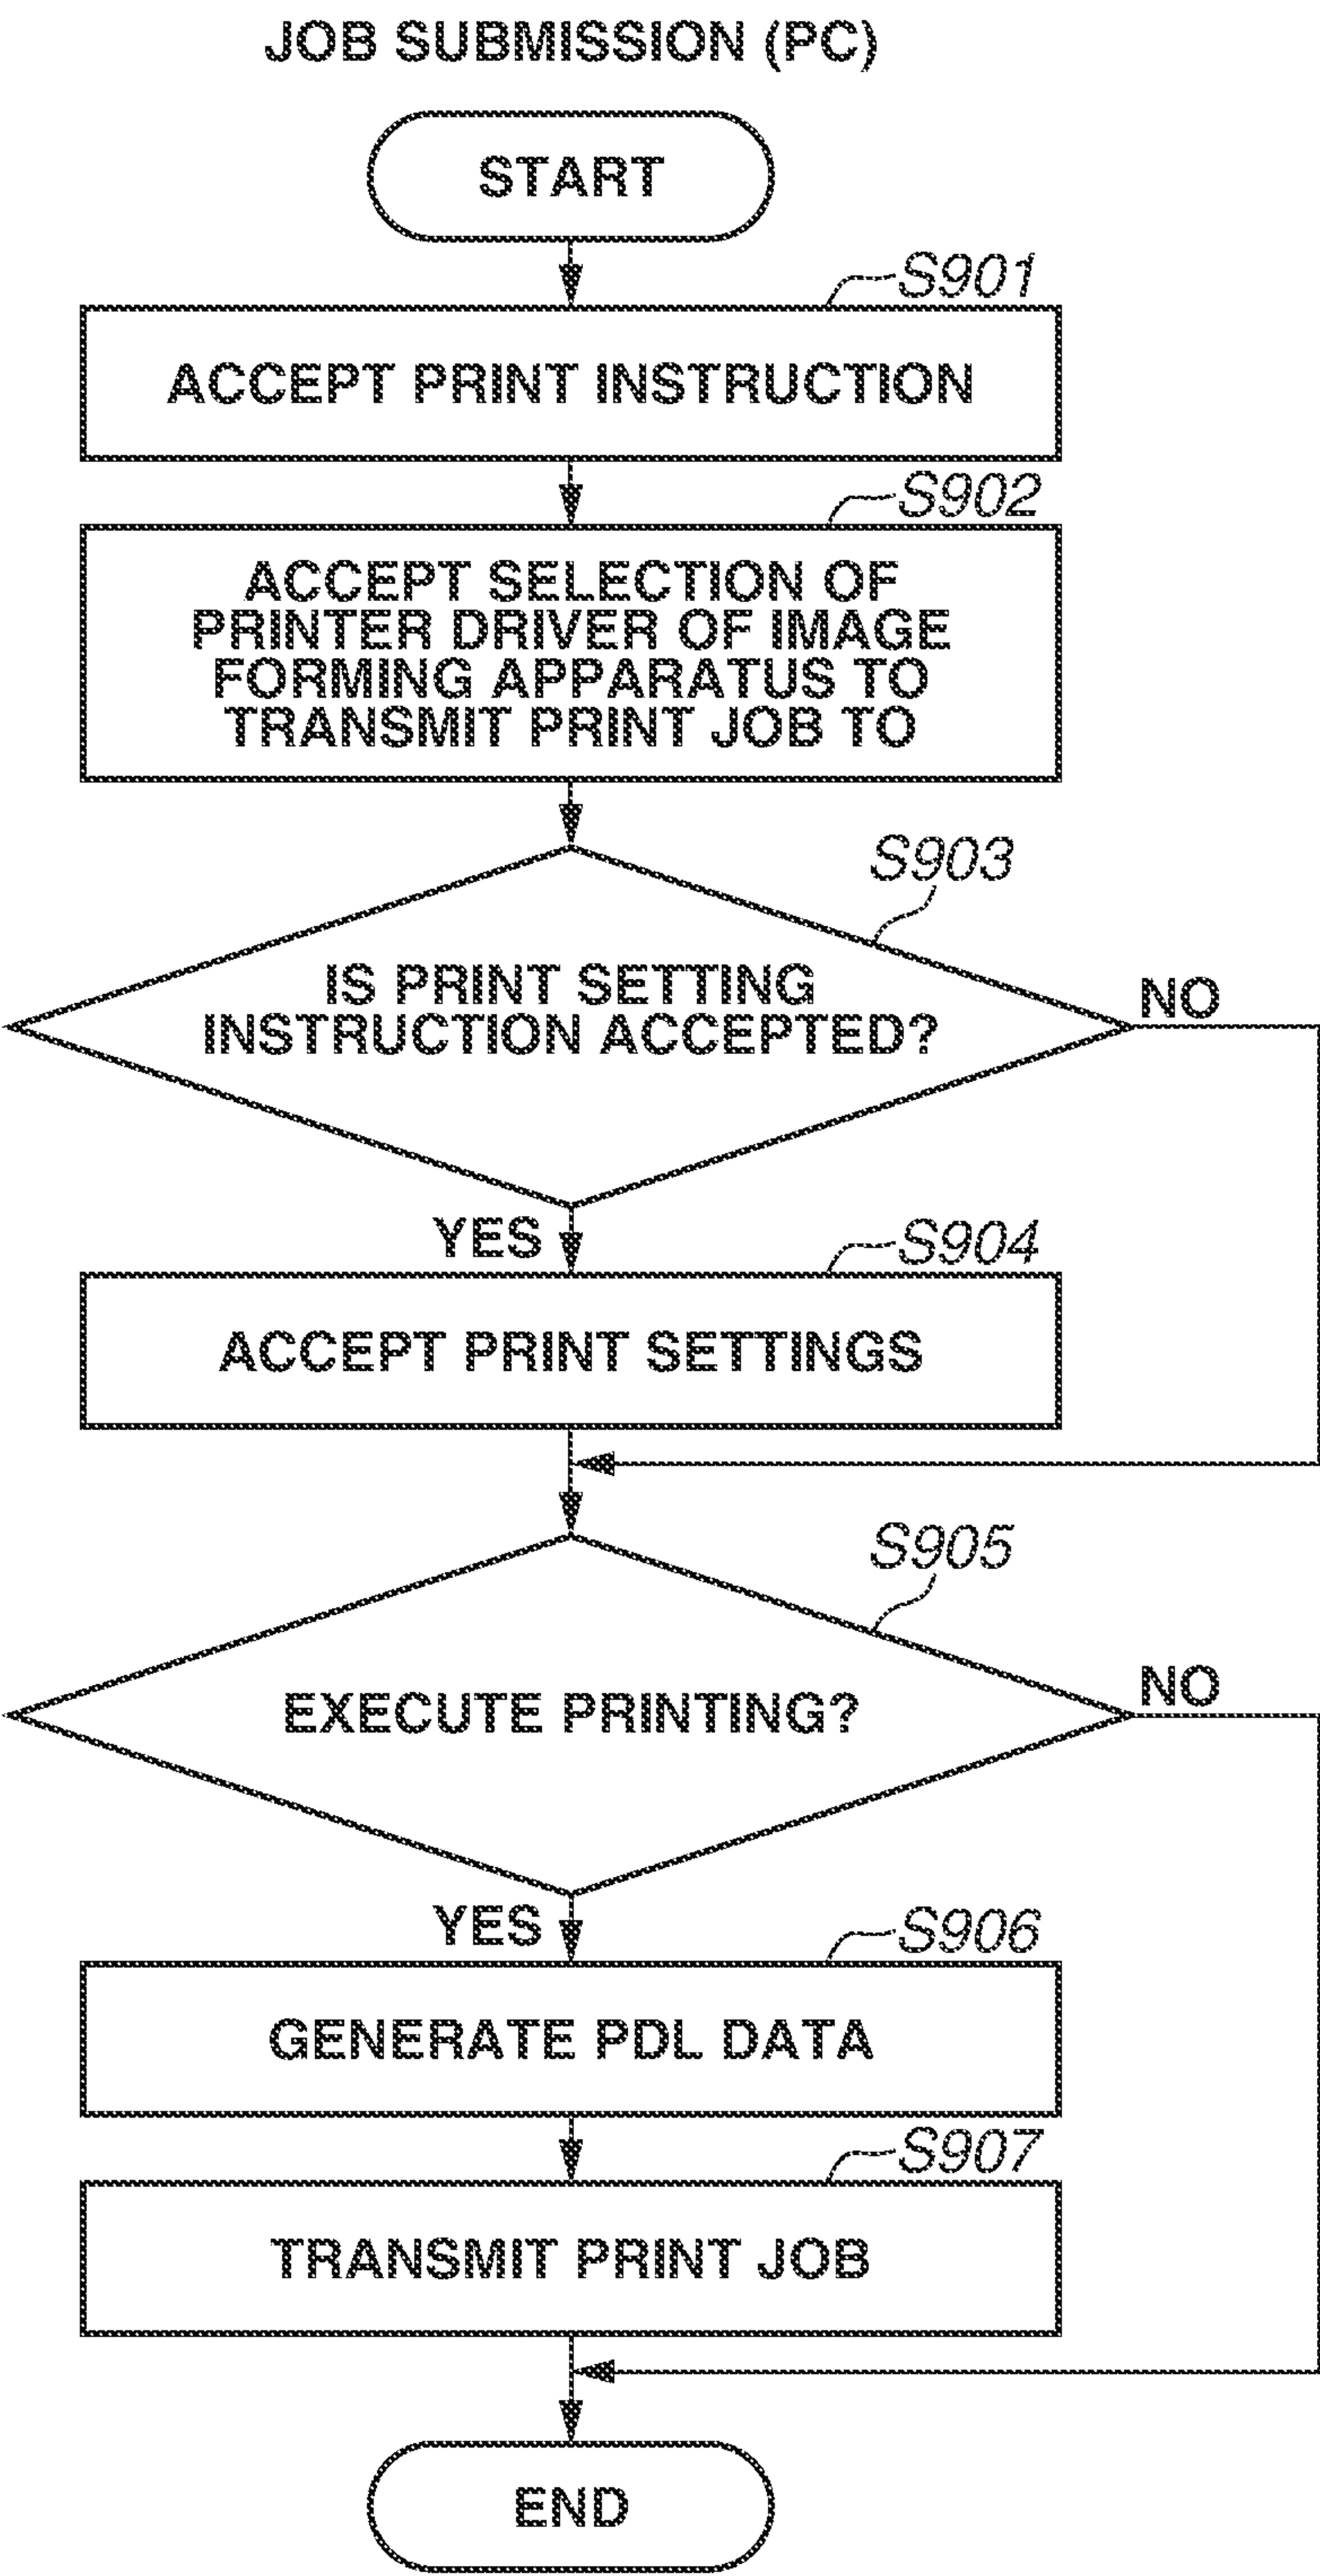 JOB SUBMISSION (PC)
START
S901
ACCEPT PRINT INSTRUCTION
S902
ACCEPT SELECTION OF
PRINTER DRIVER OF IMAGE
FORMING APPARATUS TO
TRANSMIT PRINT JOB TO
S903
IS PRINT SETTING
INSTRUCTION ACCEPTED?
NO
YES
S904
ACCEPT PRINT SETTINGS
S905
EXECUTE PRINTING?
NO
YES
S906
GENERATE PDL DATA
S907
TRANSMIT PRINT JOB
END